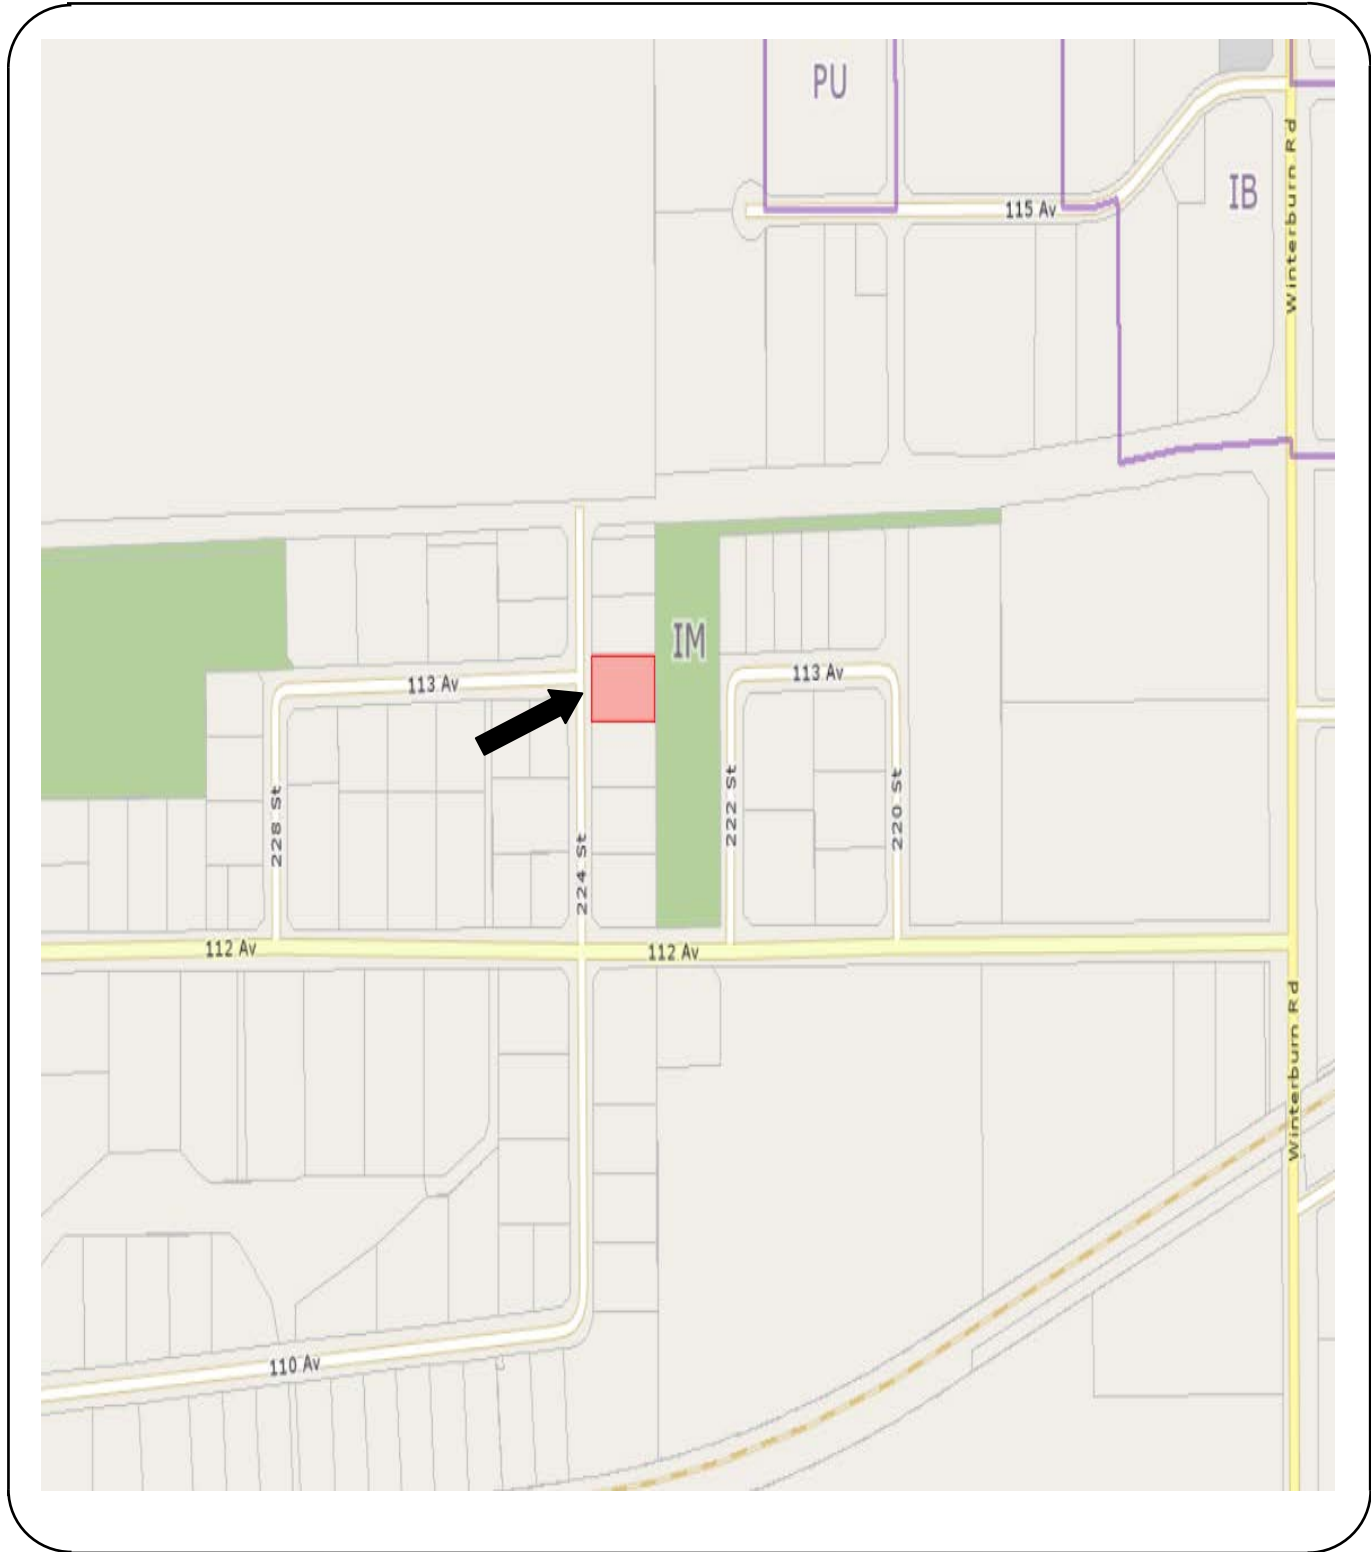 PU
IB
Winterburn Rd
115 Av
IM
113 Av
113 Av
228 St
224 St
222 St
220 St
112 Av
112 Av
Winterburn Rd
110 Av